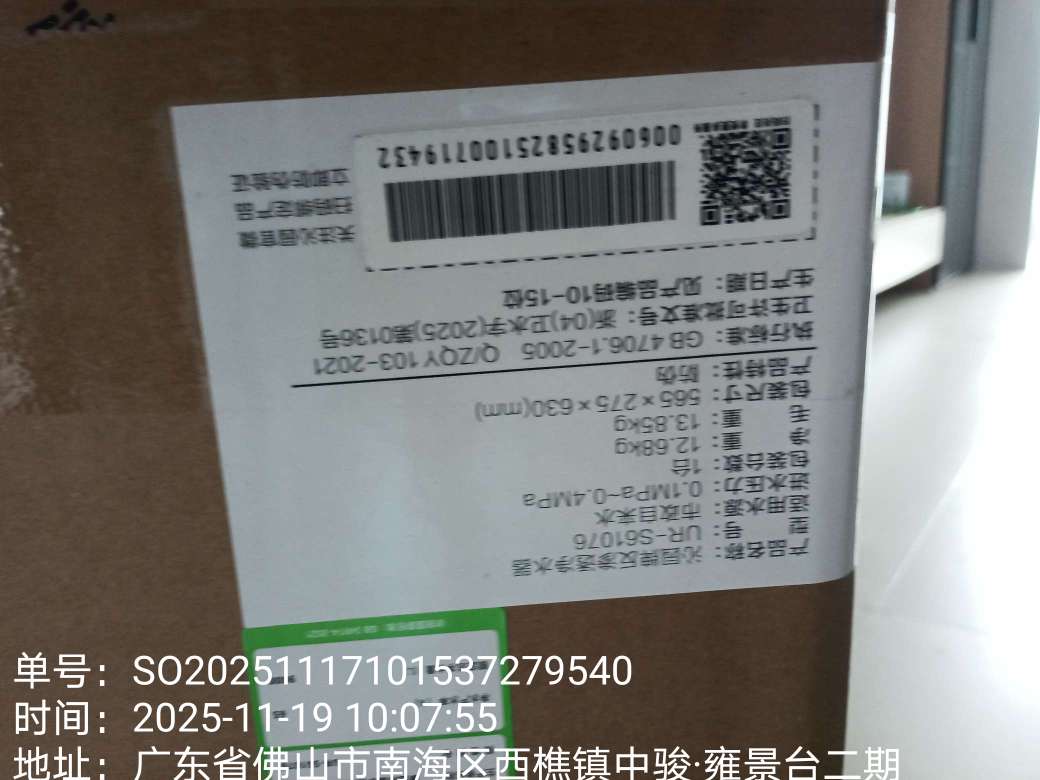 产品名称：沁园牌反渗透净水器
型 号：UR-S61076
适用水源：市政自来水
进水压力：0.1MPa~0.4MPa
包装台数：1台
净 重：12.68kg
毛 重：13.85kg
包装尺寸：565×275×630(mm)
产品特性：防伪
执行标准：GB 4706.1-2005 Q/ZQY 103-2021
卫生许可批准文号：浙(04)卫水字(2025)第0136号
生产日期：见产品编码10-15位
关注沁园官微
扫码绑定产品
立即防伪验证
00609295825100719432
单号：SO20251117101537279540
时间：2025-11-19 10:07:55
地址：广东省佛山市南海区西樵镇中骏·雍景台二期